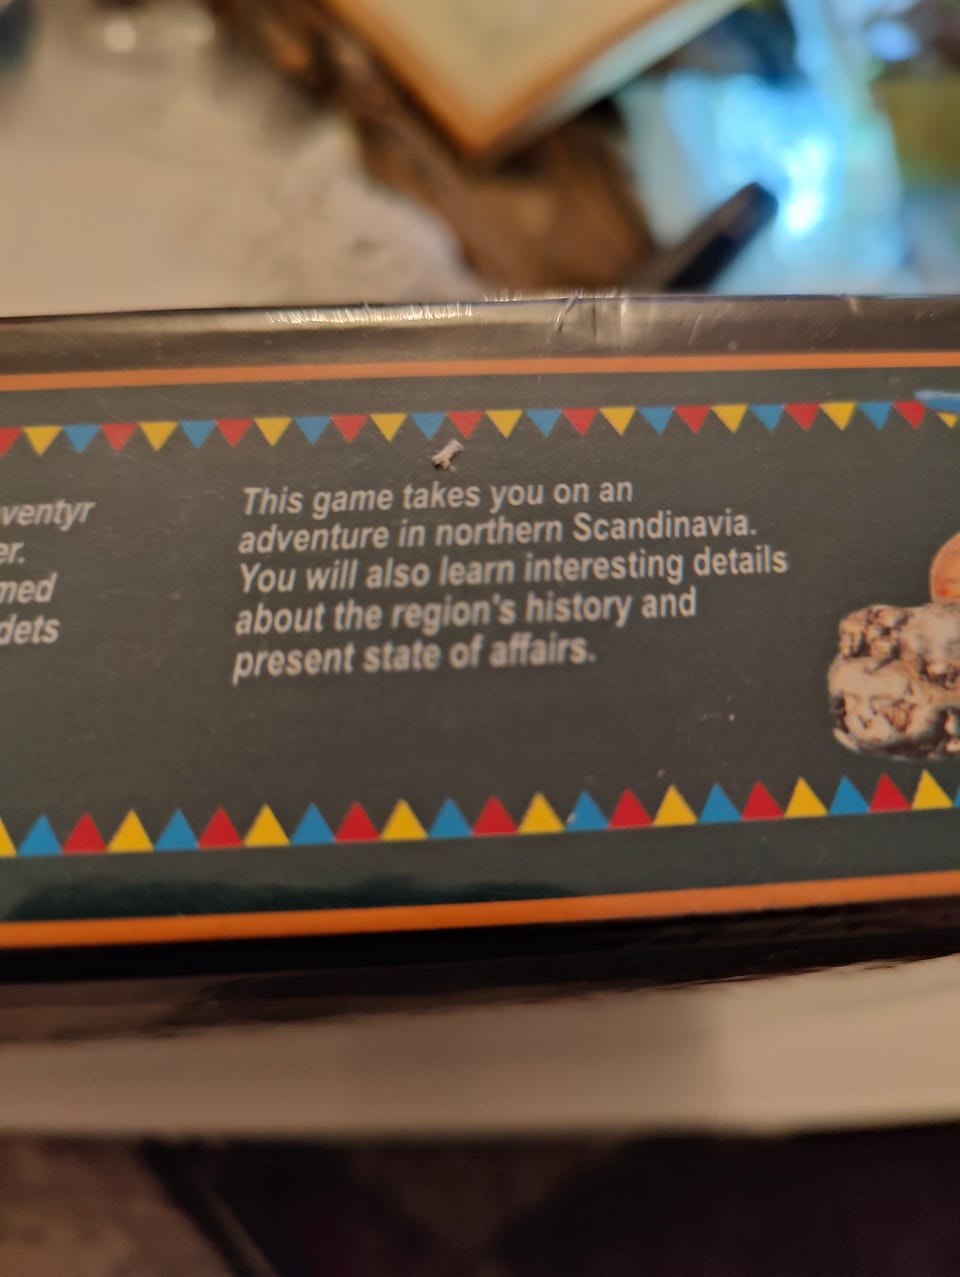 er.
This game takes you on an
adventure in northern Scandinavia.
You will also learn interesting details
about the region's history and
present state of affairs.